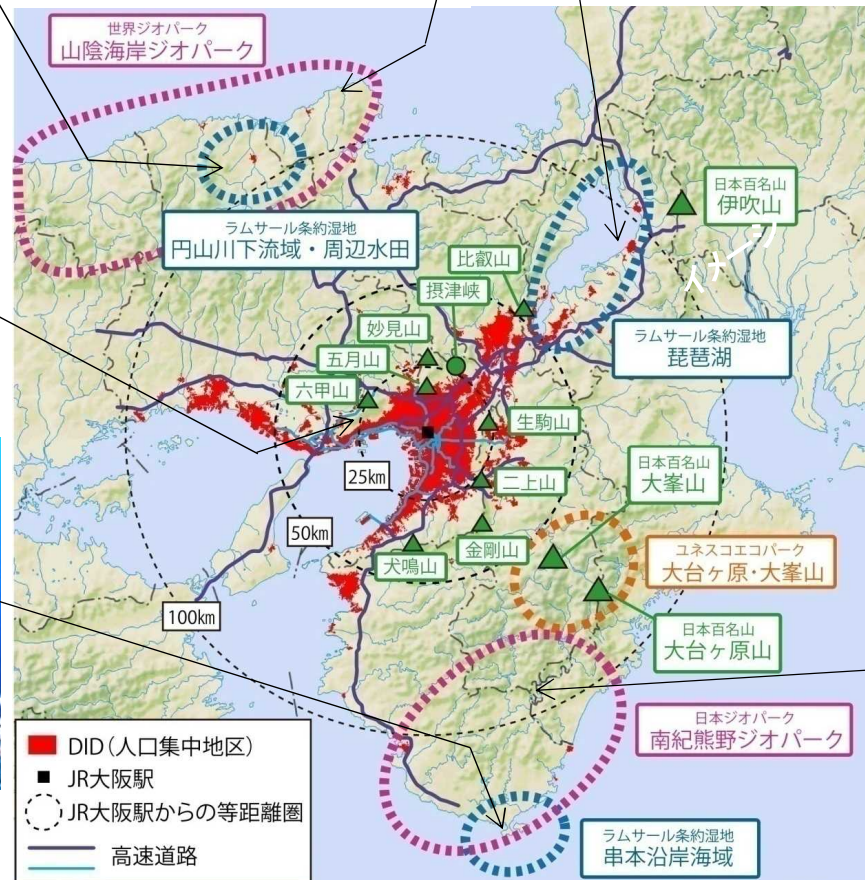 世界ジオパーク
山陰海岸ジオパーク
日本百名山
伊吹山
イメージ
ラムサール条約湿地
円山川下流域・周辺水田
比叡山
摂津峡
妙見山
五月山
六甲山
ラムサール条約湿地
琵琶湖
生駒山
25km
二上山
日本百名山
大峯山
50km
金剛山
犬鳴山
ユネスコエコパーク
大台ヶ原・大峯山
100km
日本百名山
大台ヶ原山
日本ジオパーク
南紀熊野ジオパーク
DID(人口集中地区)
JR大阪駅
JR大阪駅からの等距離圏
高速道路
ラムサール条約湿地
串本沿岸海域